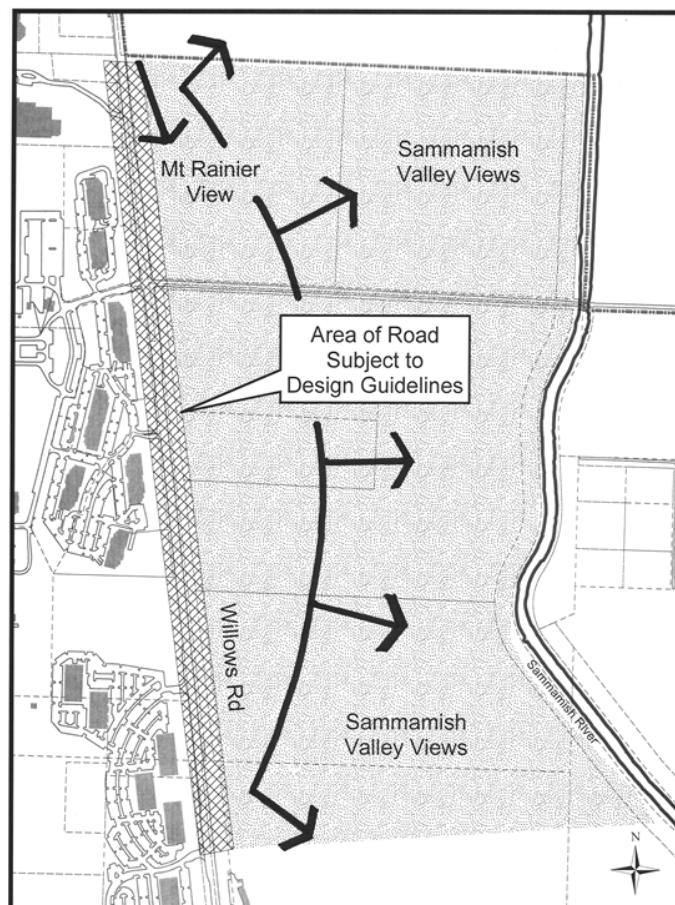 Mt Rainier
View
Sammamish
Valley Views
Area of Road
Subject to
Design Guidelines
Willows Rd
Sammamish River
Sammamish
Valley Views
N